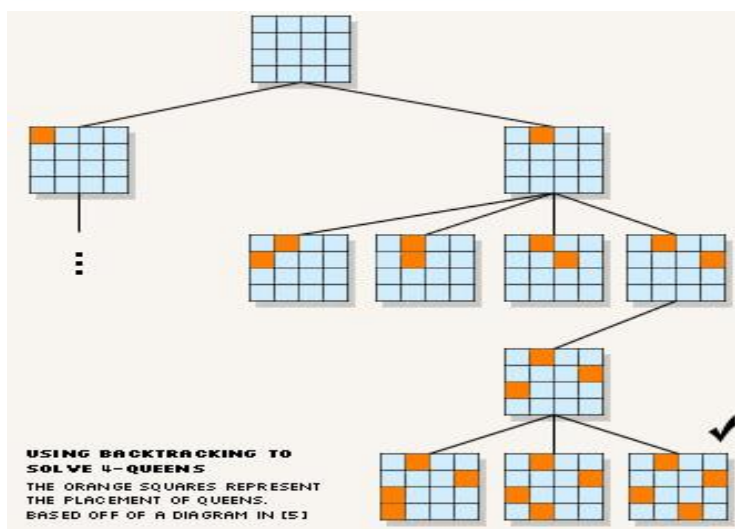 USING BACKTRACKING TO
SOLVE 4-QUEENS
THE ORANGE SQUARES REPRESENT
THE PLACEMENT OF QUEENS.
BASED OFF OF A DIAGRAM IN [5]